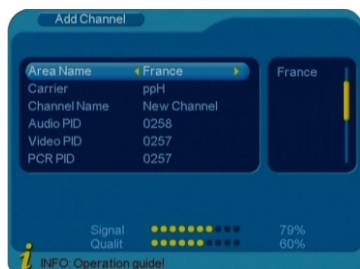 Add Channel
Area Name France France
Carrier ppH
Channel Name New Channel
Audio PID 0258
Video PID 0257
PCR PID 0257
Signal 79%
Qualit 60%
INFO: Operation guide!